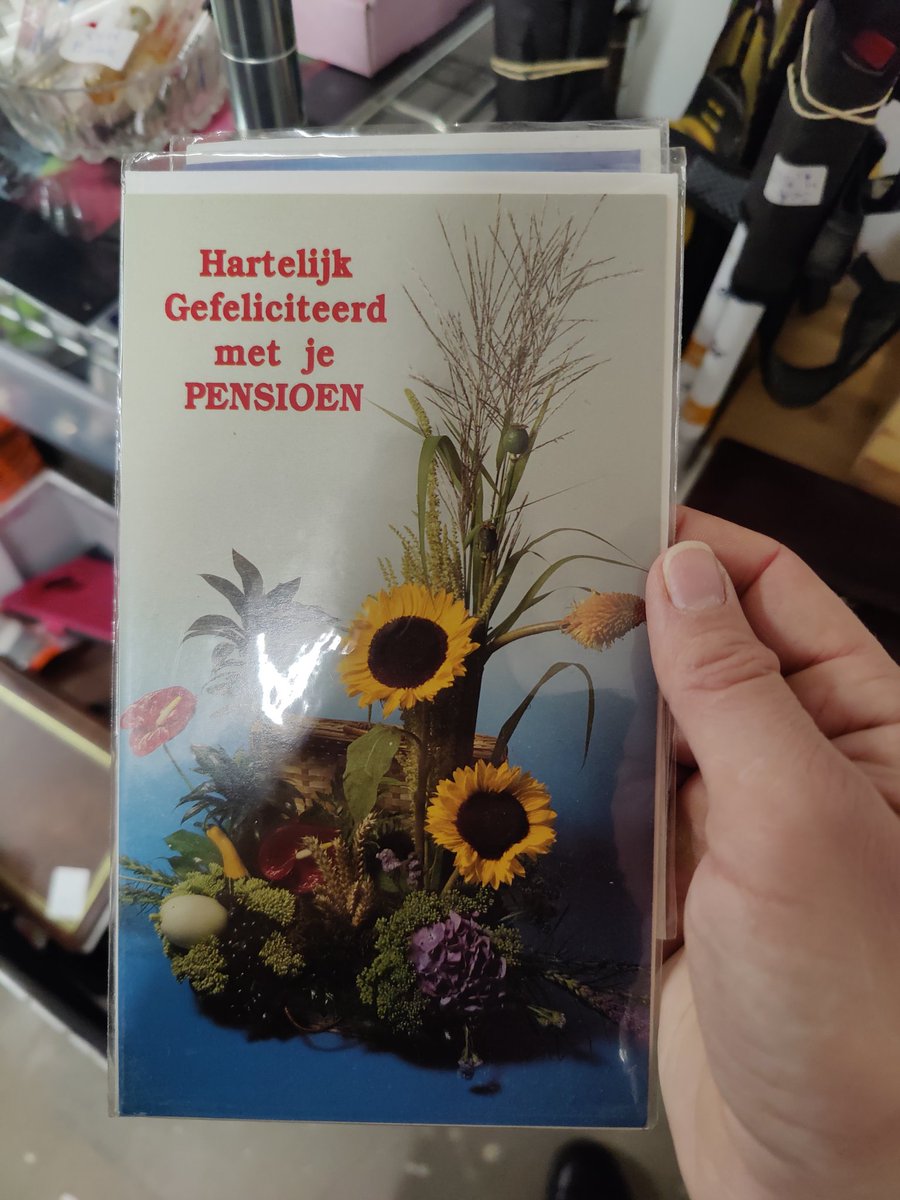 Hartelijk
Gefeliciteerd
met je
PENSIOEN